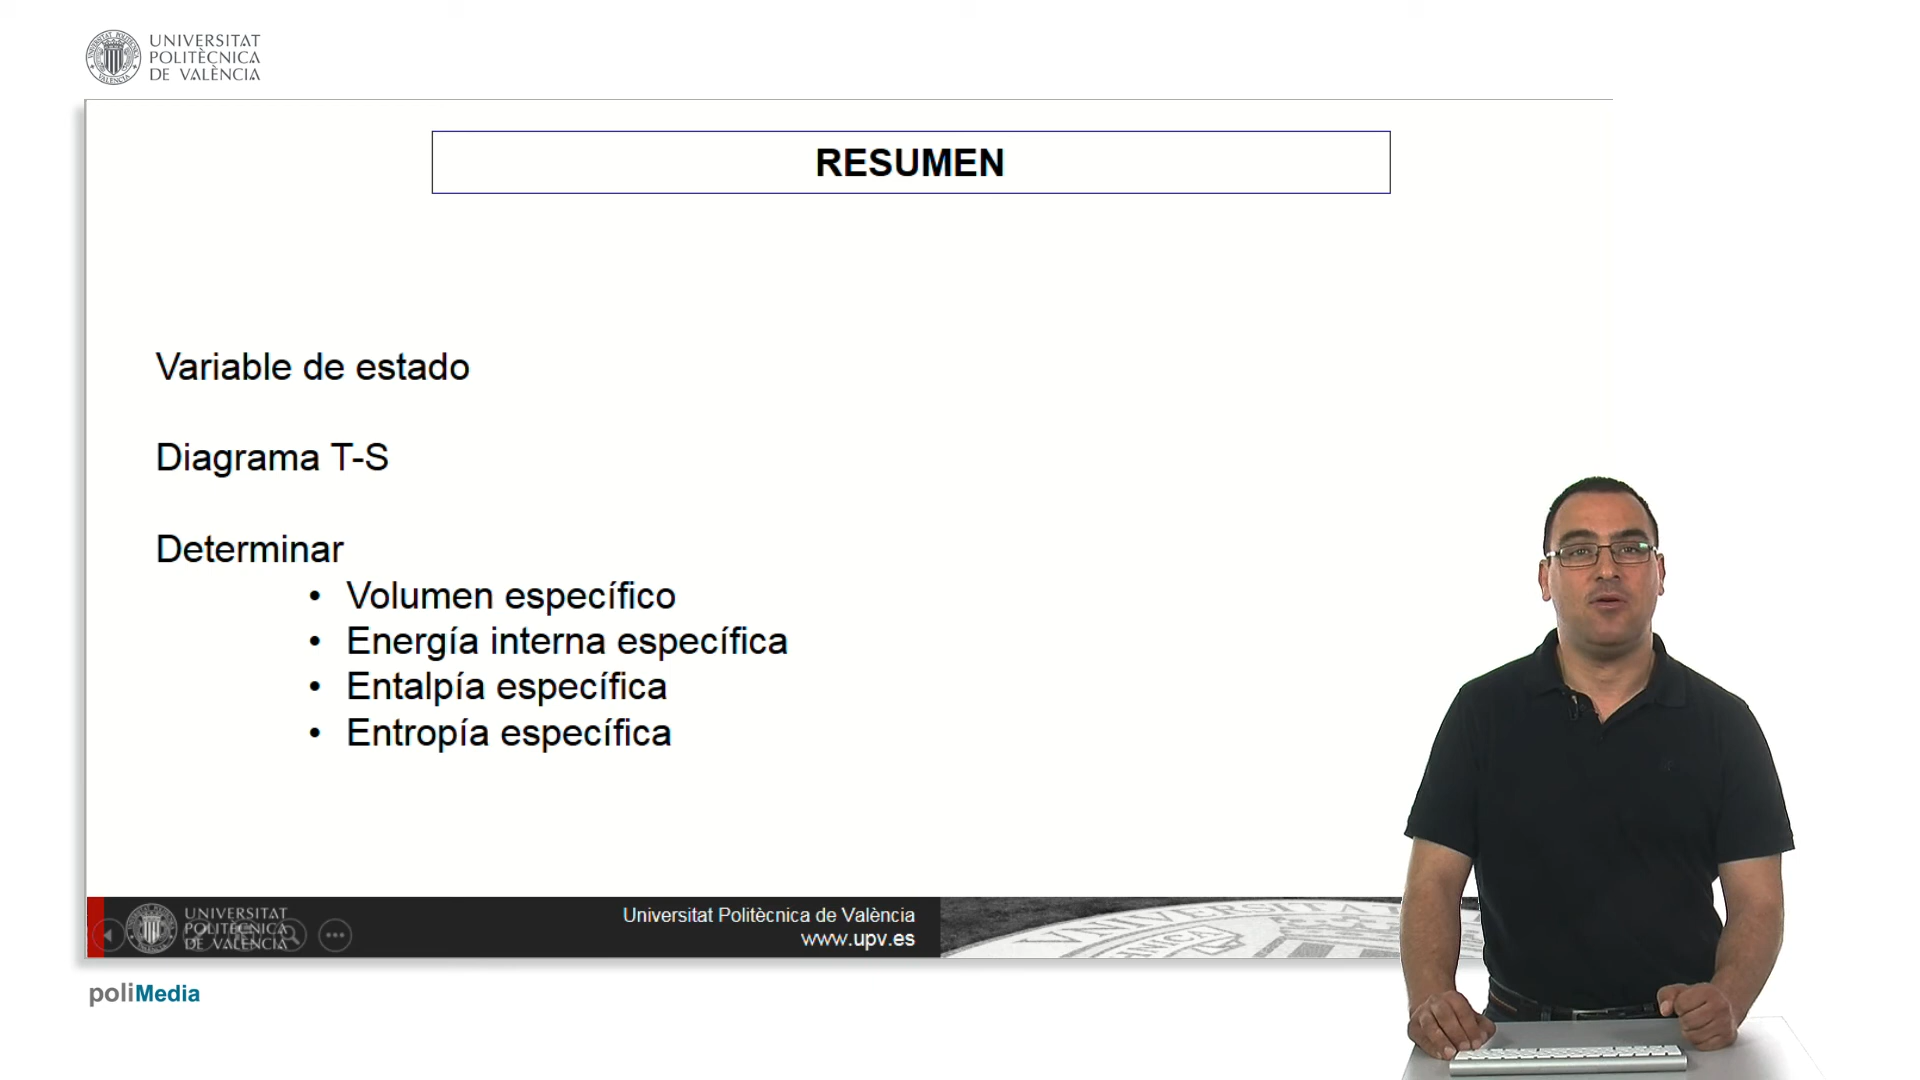 UNIVERSITAT
POLITÈCNICA
DE VALÈNCIA
RESUMEN
Variable de estado
Diagrama T-S
Determinar
• Volumen específico
• Energía interna específica
• Entalpía específica
• Entropía específica
UNIVERSITAT
POLITÈCNICA
DE VALÈNCIA
Universitat Politècnica de València
www.upv.es
poliMedia